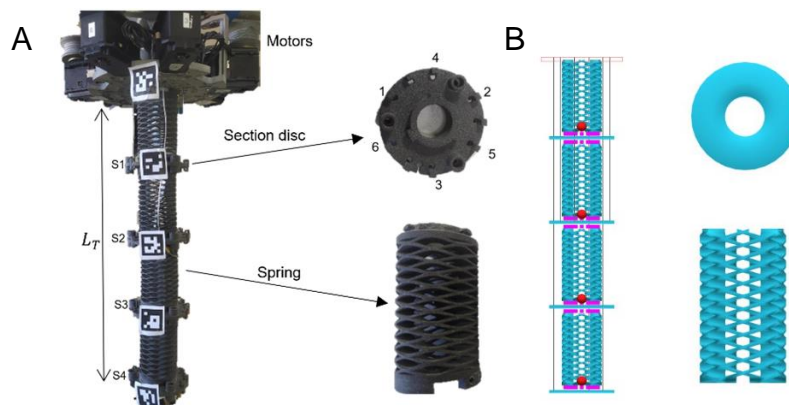 A
B
Motors
4
1
2
Section disc
6
5
3
S1
L_T
S2
Spring
S3
S4